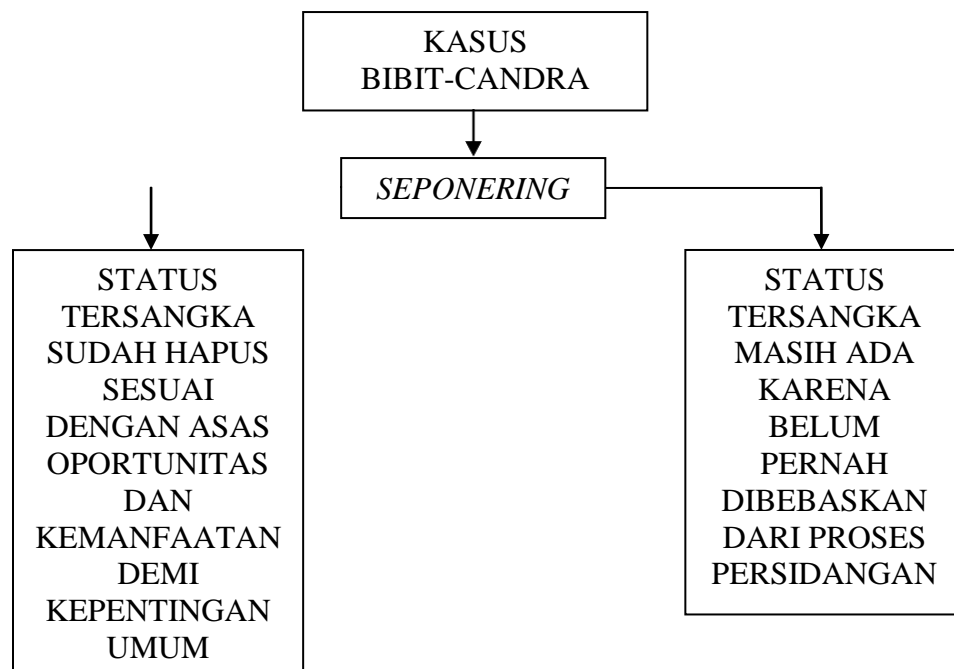 KASUS
BIBIT-CANDRA
SEPONERING
STATUS
TERSANGKA
SUDAH HAPUS
SESUAI
DENGAN ASAS
OPORTUNITAS
DAN
KEMANFAATAN
DEMI
KEPENTINGAN
UMUM
STATUS
TERSANGKA
MASIH ADA
KARENA
BELUM
PERNAH
DIBEBASKAN
DARI PROSES
PERSIDANGAN